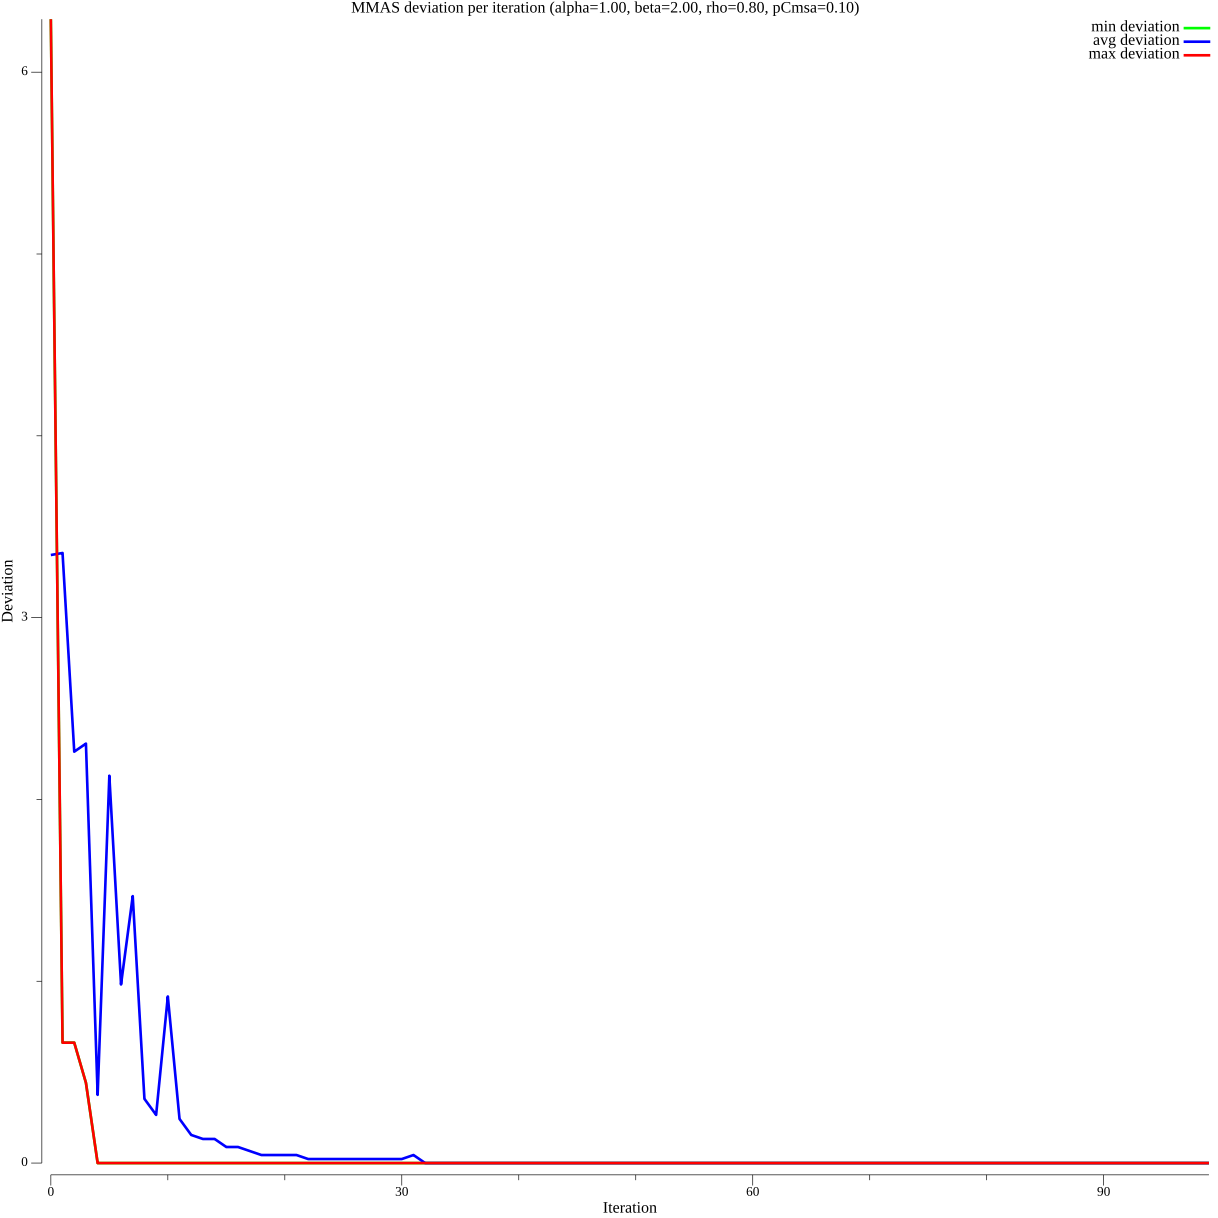 MMAS deviation per iteration (alpha=1.00, beta=2.00, rho=0.80, pCmsa=0.10)
min deviation
avg deviation
max deviation
6
3
0
Deviation
0 30 60 90
Iteration